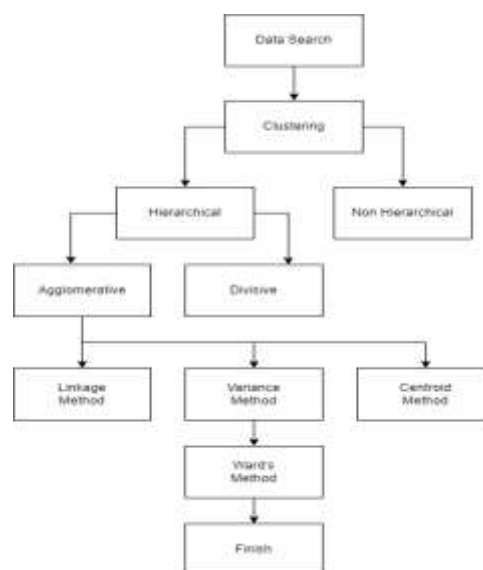 Data Search
Clustering
Hierarchical
Non Hierarchical
Agglomerative
Divisive
Linkage
Method
Variance
Method
Centroid
Method
Ward's
Method
Finish